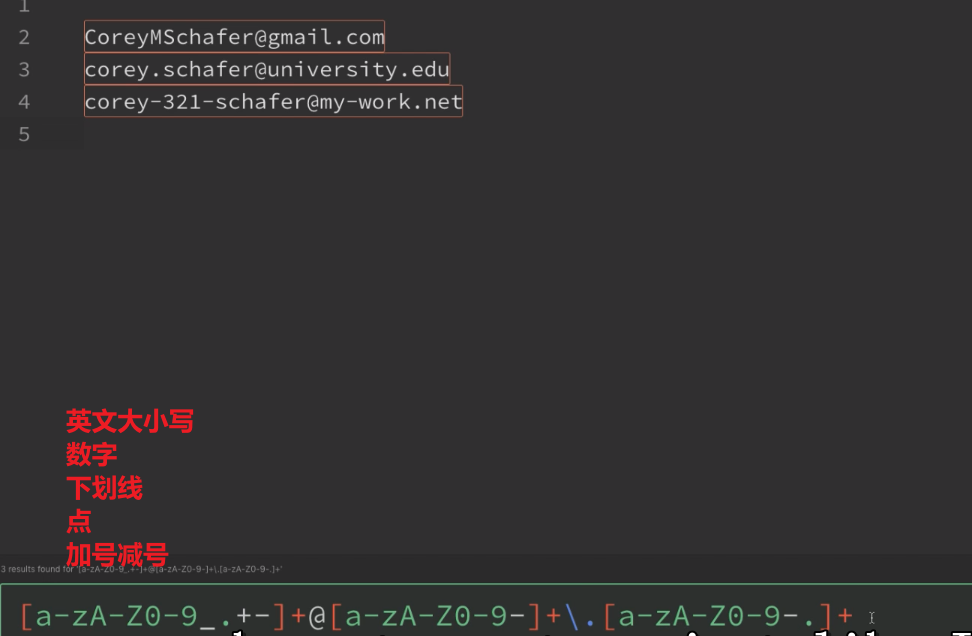 1
2 CoreyMSchafer@gmail.com
3 corey.schafer@university.edu
4 corey-321-schafer@my-work.net
5
英文大小写
数字
下划线
点
加号减号
3 results found for '[a-zA-Z0-9_.+-]+@[a-zA-Z0-9-]+\.[a-zA-Z0-9-.]+'
[a-zA-Z0-9_.+-]+@[a-zA-Z0-9-]+\.[a-zA-Z0-9-.]+